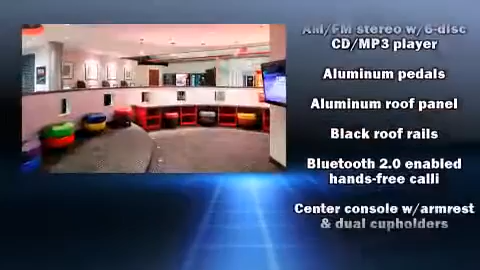 AM/FM stereo w/6-disc
CD/MP3 player
Aluminum pedals
Aluminum roof panel
Black roof rails
Bluetooth 2.0 enabled
hands-free calli
Center console w/armrest
& dual cupholders